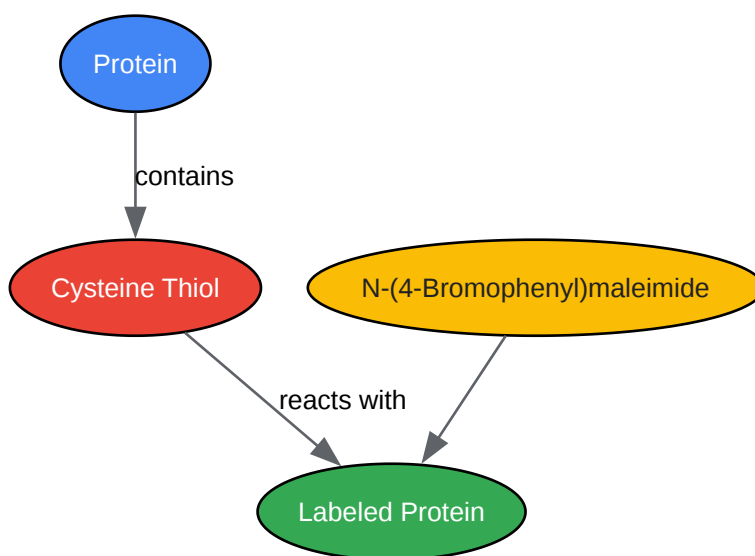 Protein
contains
Cysteine Thiol
N-(4-Bromophenyl)maleimide
reacts with
Labeled Protein